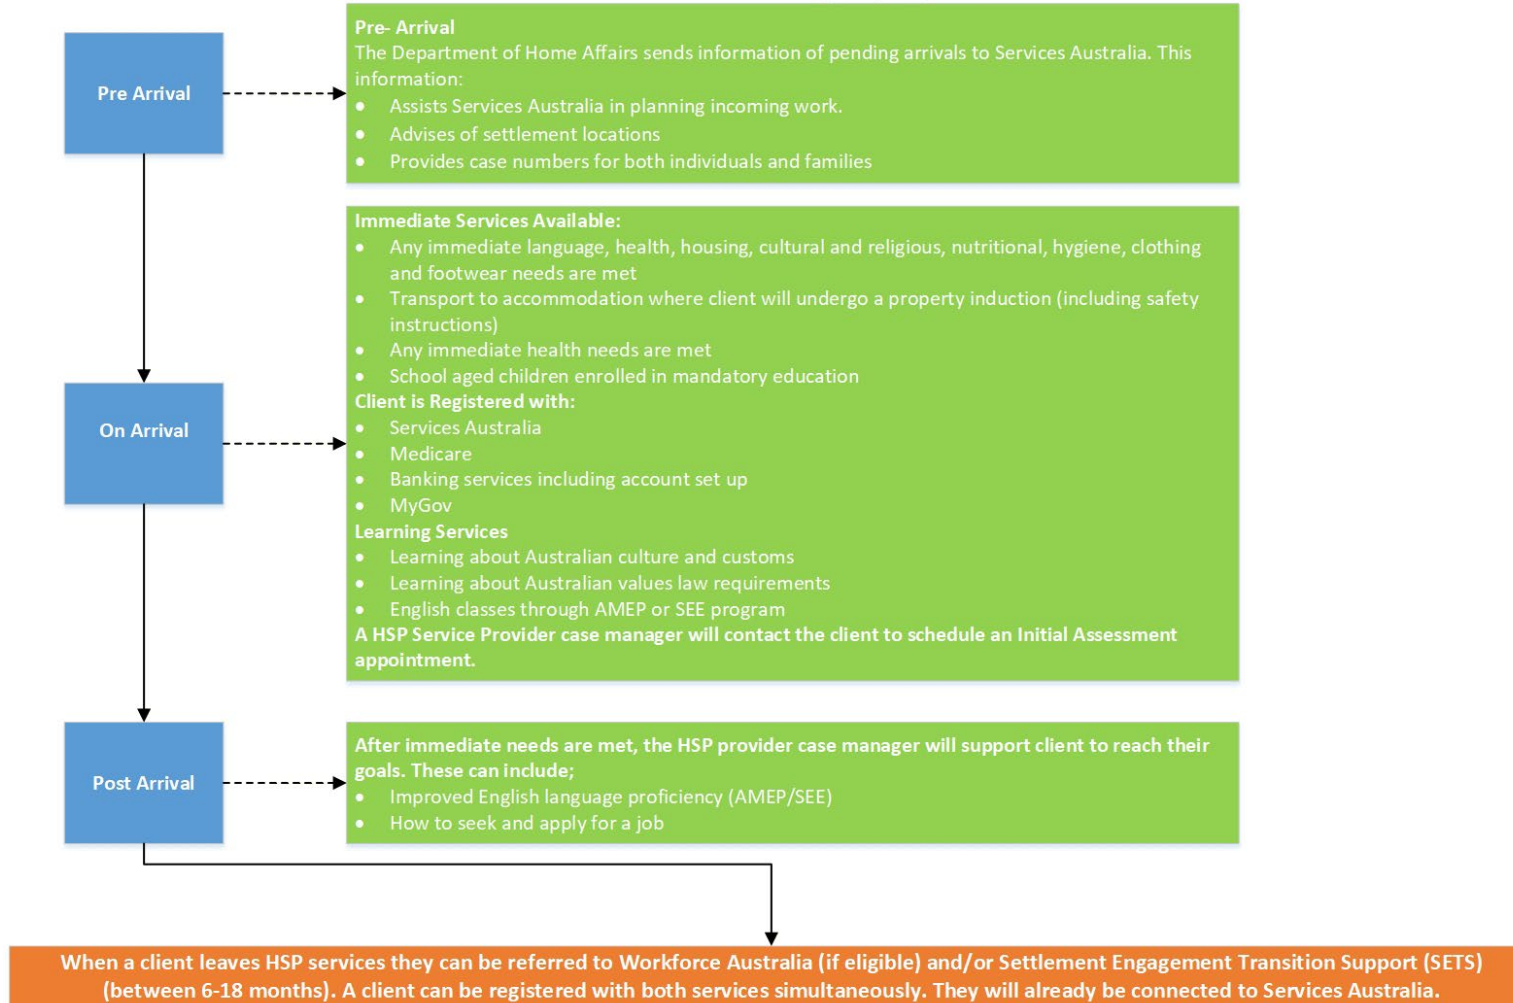 Pre Arrival
Pre- Arrival
The Department of Home Affairs sends information of pending arrivals to Services Australia. This
information:
• Assists Services Australia in planning incoming work.
• Advises of settlement locations
• Provides case numbers for both individuals and families
On Arrival
Immediate Services Available:
• Any immediate language, health, housing, cultural and religious, nutritional, hygiene, clothing
and footwear needs are met
• Transport to accommodation where client will undergo a property induction (including safety
instructions)
• Any immediate health needs are met
• School aged children enrolled in mandatory education
Client is Registered with:
• Services Australia
• Medicare
• Banking services including account set up
• MyGov
Learning Services
• Learning about Australian culture and customs
• Learning about Australian values law requirements
• English classes through AMEP or SEE program
A HSP Service Provider case manager will contact the client to schedule an Initial Assessment
appointment.
Post Arrival
After immediate needs are met, the HSP provider case manager will support client to reach their
goals. These can include;
• Improved English language proficiency (AMEP/SEE)
• How to seek and apply for a job
When a client leaves HSP services they can be referred to Workforce Australia (if eligible) and/or Settlement Engagement Transition Support (SETS)
(between 6-18 months). A client can be registered with both services simultaneously. They will already be connected to Services Australia.